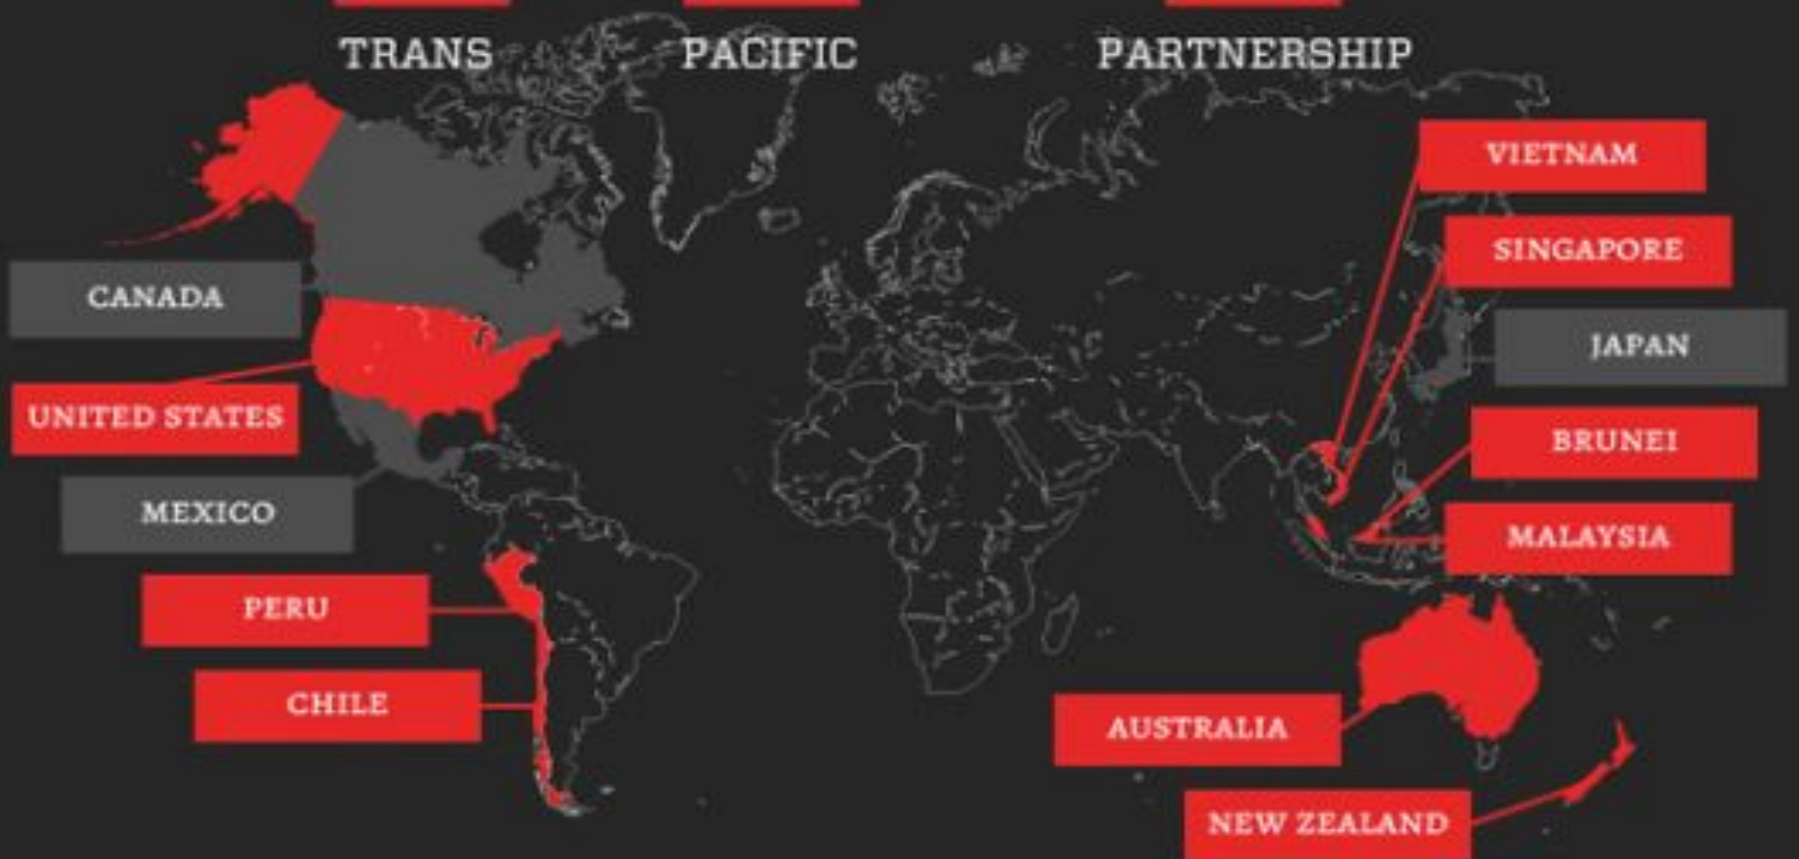 TRANS PACIFIC PARTNERSHIP
VIETNAM
SINGAPORE
CANADA
JAPAN
UNITED STATES
BRUNEI
MEXICO
MALAYSIA
PERU
CHILE
AUSTRALIA
NEW ZEALAND